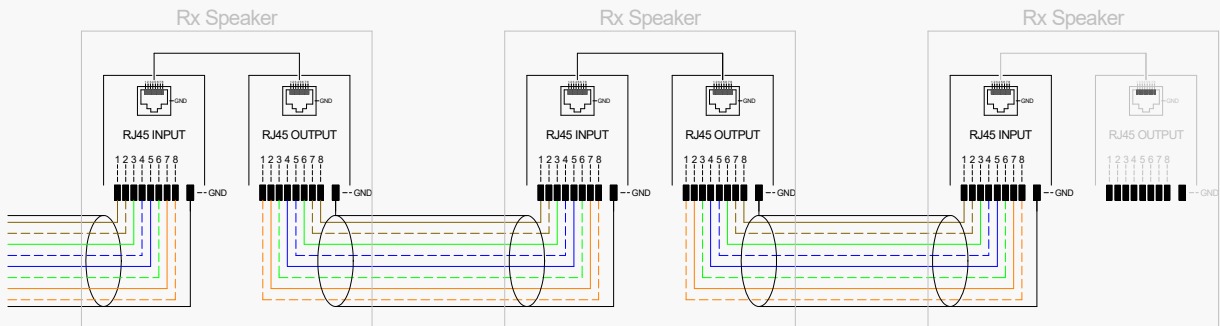 Rx Speaker Rx Speaker Rx Speaker
GND GND GND GND GND GND
RJ45 INPUT RJ45 OUTPUT RJ45 INPUT RJ45 OUTPUT RJ45 INPUT RJ45 OUTPUT
1 2 3 4 5 6 7 8 1 2 3 4 5 6 7 8 1 2 3 4 5 6 7 8 1 2 3 4 5 6 7 8 1 2 3 4 5 6 7 8 1 2 3 4 5 6 7 8
GND GND GND GND GND GND